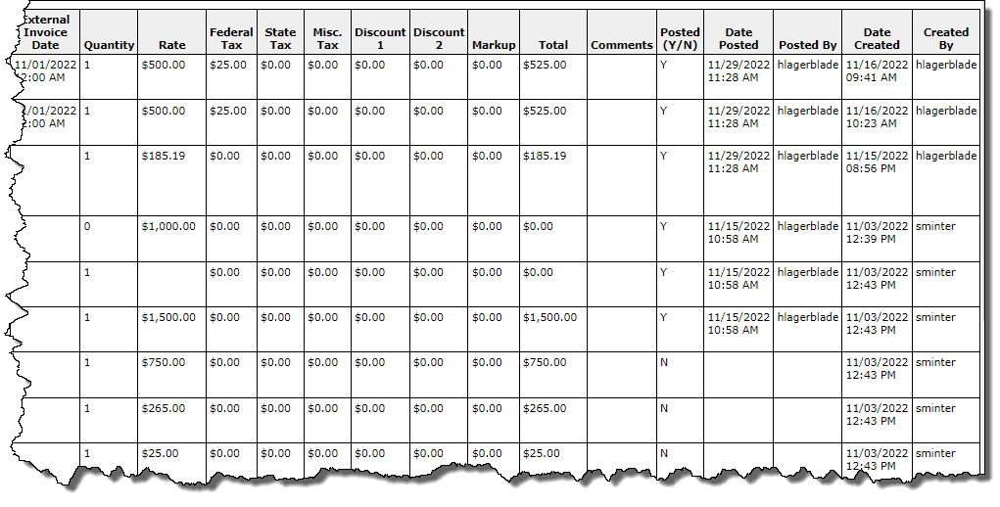 External
Invoice Federal State Misc. Discount Discount Posted Date Date Created
Date Quantity Rate Tax Tax Tax 1 2 Markup Total Comments (Y/N) Posted Posted By Created By
11/01/2022 1 $500.00 $25.00 $0.00 $0.00 $0.00 $0.00 $0.00 $525.00 Y 11/29/2022 hlagerblade 11/16/2022 hlagerblade
2:00 AM 11:28 AM 09:41 AM
/01/2022 1 $500.00 $25.00 $0.00 $0.00 $0.00 $0.00 $0.00 $525.00 Y 11/29/2022 hlagerblade 11/16/2022 hlagerblade
:00 AM 11:28 AM 10:23 AM
1 $185.19 $0.00 $0.00 $0.00 $0.00 $0.00 $0.00 $185.19 Y 11/29/2022 hlagerblade 11/15/2022 hlagerblade
11:28 AM 08:56 PM
0 $1,000.00 $0.00 $0.00 $0.00 $0.00 $0.00 $0.00 $0.00 Y 11/15/2022 hlagerblade 11/03/2022 sminter
10:58 AM 12:39 PM
1 $0.00 $0.00 $0.00 $0.00 $0.00 $0.00 $0.00 Y 11/15/2022 hlagerblade 11/03/2022 sminter
10:58 AM 12:43 PM
1 $1,500.00 $0.00 $0.00 $0.00 $0.00 $0.00 $0.00 $1,500.00 Y 11/15/2022 hlagerblade 11/03/2022 sminter
10:58 AM 12:43 PM
1 $750.00 $0.00 $0.00 $0.00 $0.00 $0.00 $0.00 $750.00 N 11/03/2022 sminter
12:43 PM
1 $265.00 $0.00 $0.00 $0.00 $0.00 $0.00 $0.00 $265.00 N 11/03/2022 sminter
12:43 PM
1 $25.00 $0.00 $0.00 $0.00 $0.00 $0.00 $0.00 $25.00 N 11/03/2022 sminter
12:43 PM